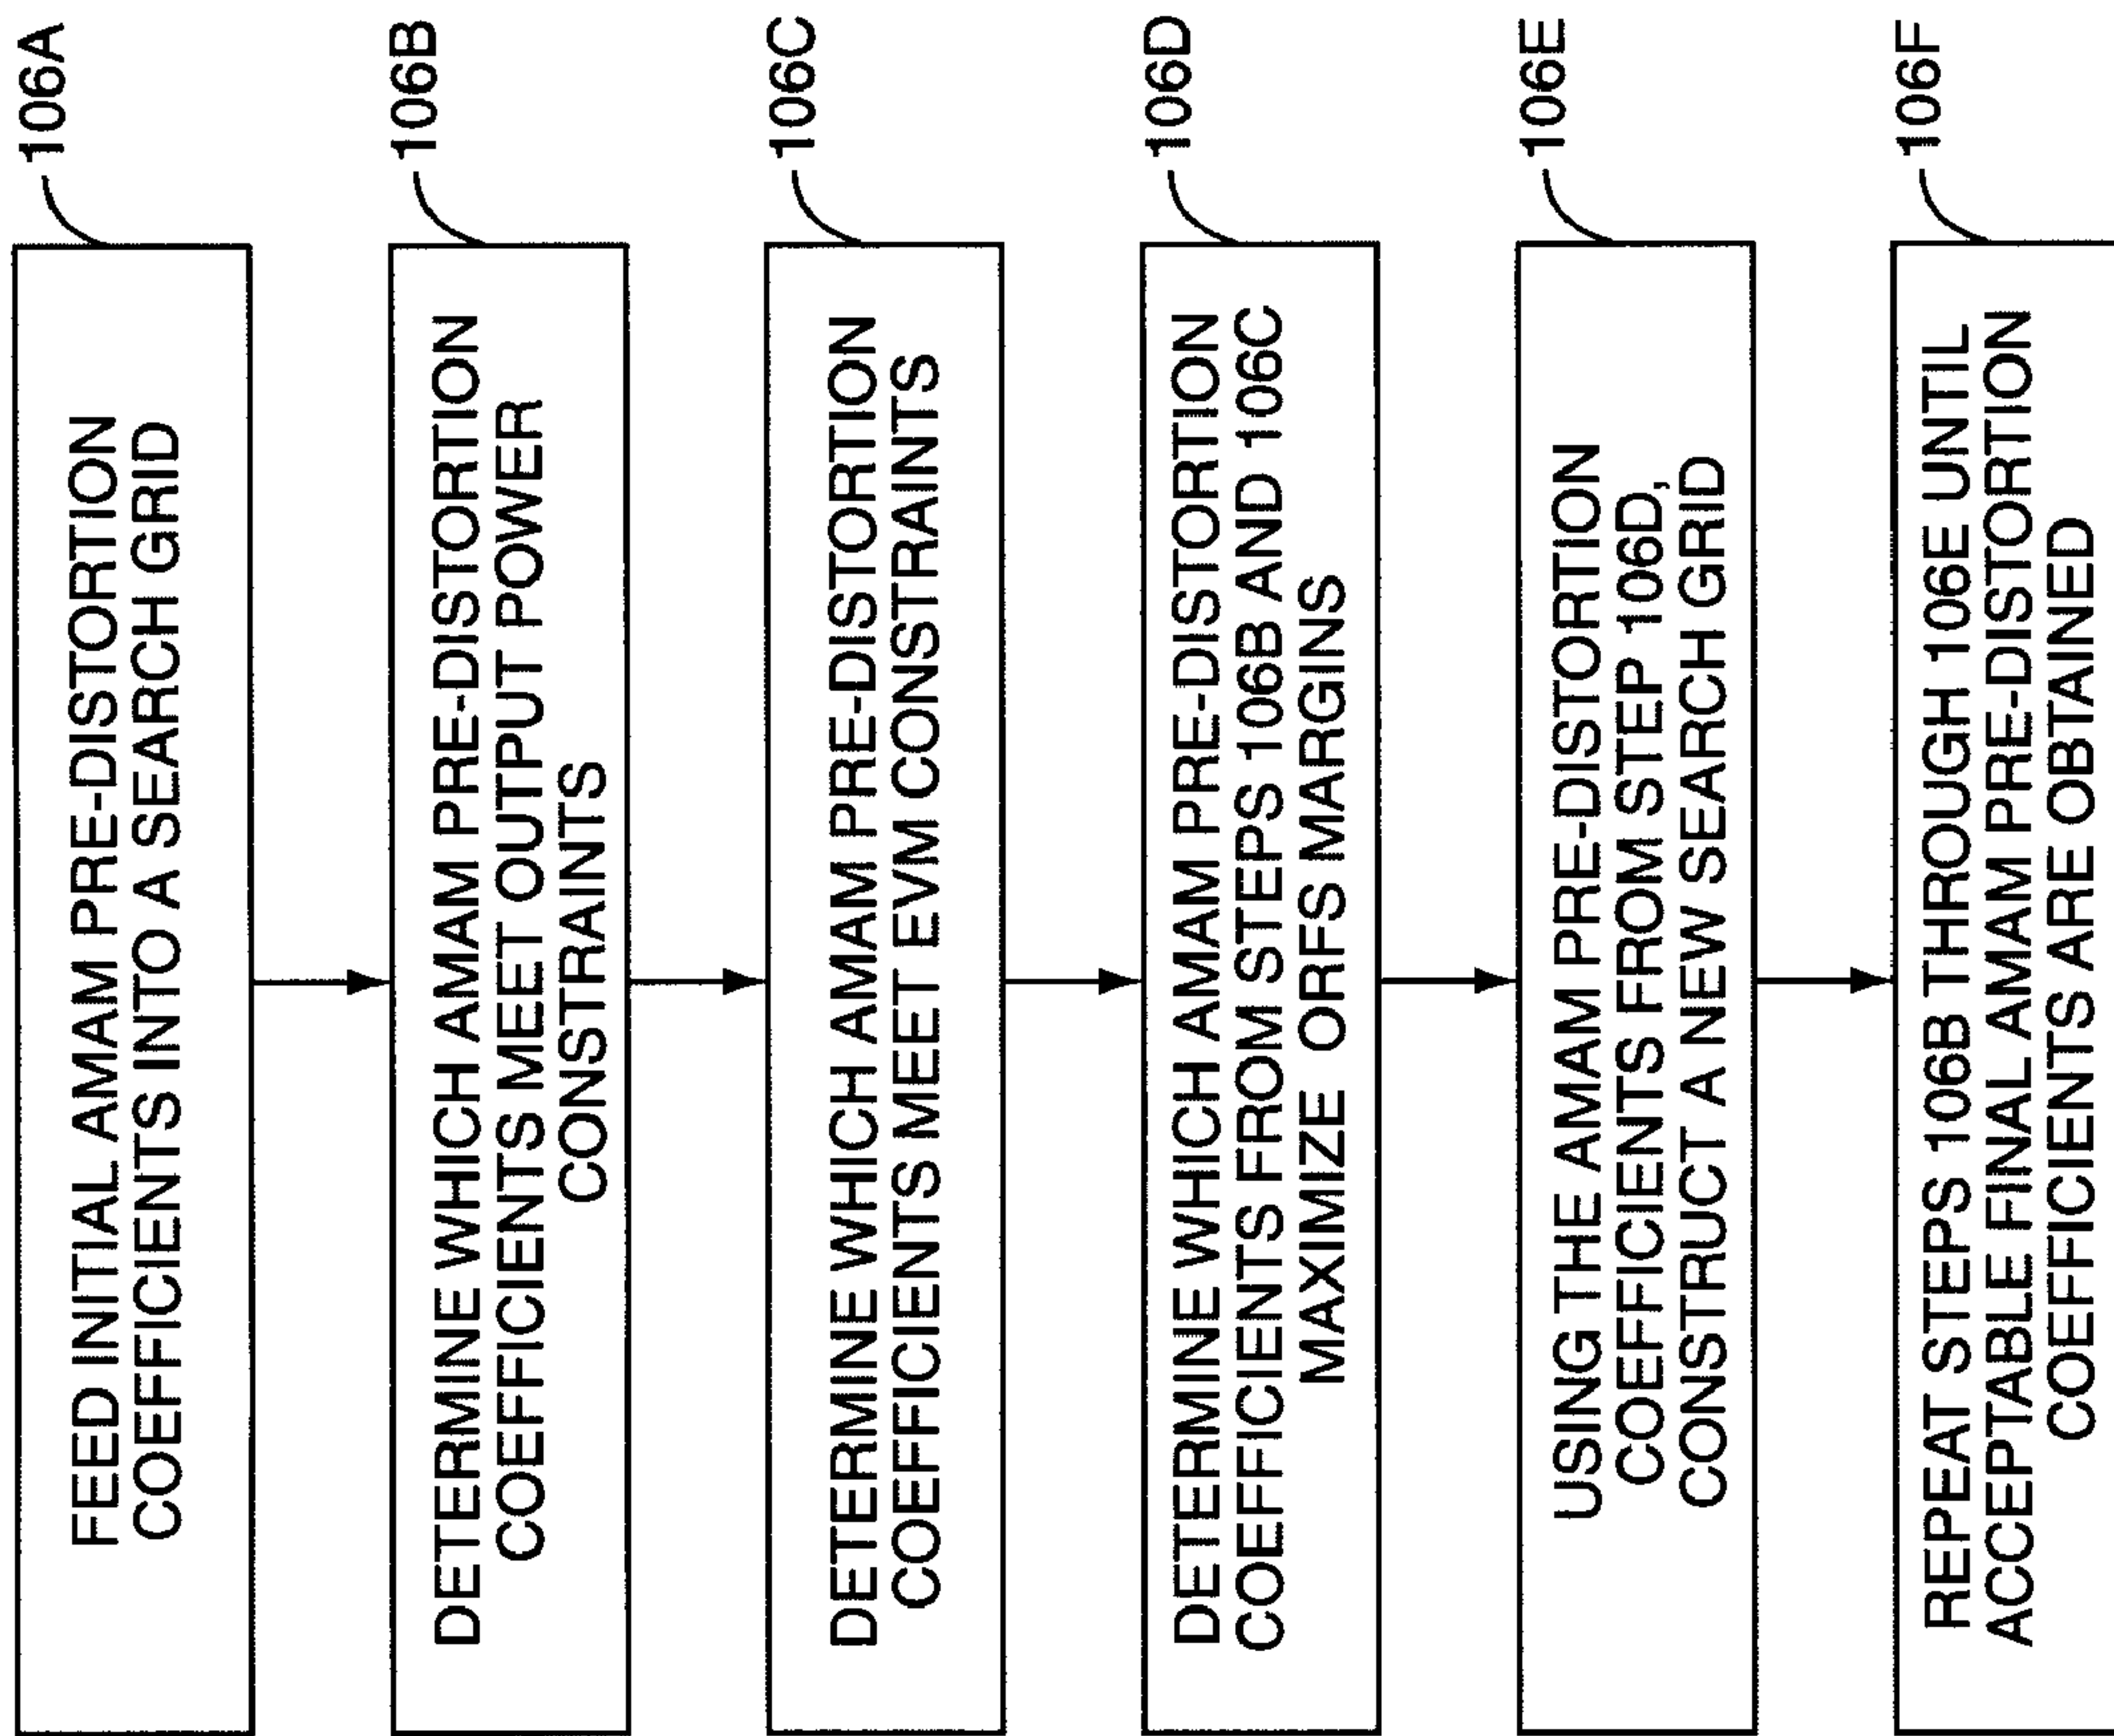 106A
FEED INITIAL AMAM PRE-DISTORTION
COEFFICIENTS INTO A SEARCH GRID
106B
DETERMINE WHICH AMAM PRE-DISTORTION
COEFFICIENTS MEET OUTPUT POWER
CONSTRAINTS
106C
DETERMINE WHICH AMAM PRE-DISTORTION
COEFFICIENTS MEET EVM CONSTRAINTS
106D
DETERMINE WHICH AMAM PRE-DISTORTION
COEFFICIENTS FROM STEPS 106B AND 106C
MAXIMIZE ORFS MARGINS
106E
USING THE AMAM PRE-DISTORTION
COEFFICIENTS FROM STEP 106D,
CONSTRUCT A NEW SEARCH GRID
106F
REPEAT STEPS 106B THROUGH 106E UNTIL
ACCEPTABLE FINAL AMAM PRE-DISTORTION
COEFFICIENTS ARE OBTAINED